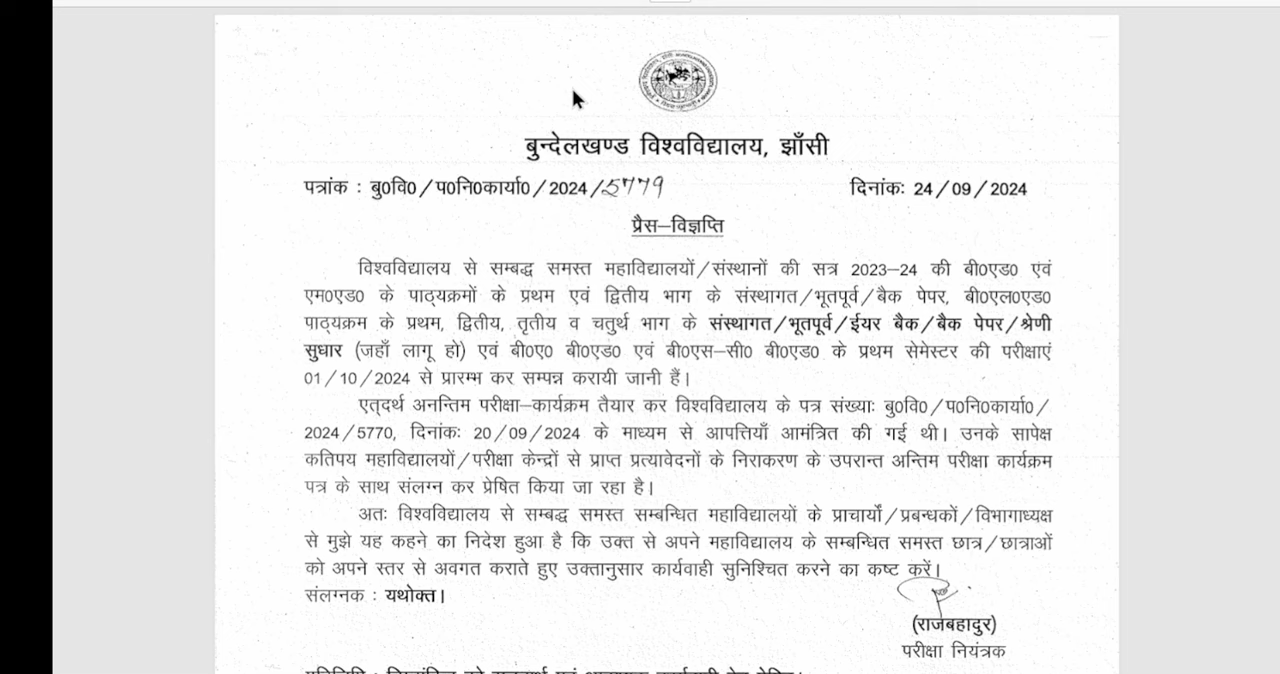 बुन्देलखण्ड विश्वविद्यालय, झाँसी
पत्रांक : बु0वि0/प0नि0कार्या0/2024/5779 दिनांकः 24/09/2024
प्रैस–विज्ञप्ति
विश्वविद्यालय से सम्बद्ध समस्त महाविद्यालयों/संस्थानों की सत्र 2023–24 की बी0एड0 एवं
एम0एड0 के पाठ्यक्रमों के प्रथम एवं द्वितीय भाग के संस्थागत/भूतपूर्व/बैक पेपर, बी0एल0एड0
पाठ्यक्रम के प्रथम, द्वितीय, तृतीय व चतुर्थ भाग के संस्थागत/भूतपूर्व/ईयर बैक/बैक पेपर/श्रेणी
सुधार (जहाँ लागू हो) एवं बी0ए0 बी0एड0 एवं बी0एस–सी0 बी0एड0 के प्रथम सेमेस्टर की परीक्षाएं
01/10/2024 से प्रारम्भ कर सम्पन्न करायी जानी हैं।
एत्दर्थ अनन्तिम परीक्षा–कार्यक्रम तैयार कर विश्वविद्यालय के पत्र संख्याः बु0वि0/प0नि0कार्या0/
2024/5770, दिनांकः 20/09/2024 के माध्यम से आपत्तियाँ आमंत्रित की गई थी। उनके सापेक्ष
कतिपय महाविद्यालयों/परीक्षा केन्द्रों से प्राप्त प्रत्यावेदनों के निराकरण के उपरान्त अन्तिम परीक्षा कार्यक्रम
पत्र के साथ संलग्न कर प्रेषित किया जा रहा है।
अतः विश्वविद्यालय से सम्बद्ध समस्त सम्बन्धित महाविद्यालयों के प्राचार्यों/प्रबन्धकों/विभागाध्यक्ष
से मुझे यह कहने का निदेश हुआ है कि उक्त से अपने महाविद्यालय के सम्बन्धित समस्त छात्र/छात्राओं
को अपने स्तर से अवगत कराते हुए उक्तानुसार कार्यवाही सुनिश्चित करने का कष्ट करें।
संलग्नक : यथोक्त।
(राजबहादुर)
परीक्षा नियंत्रक